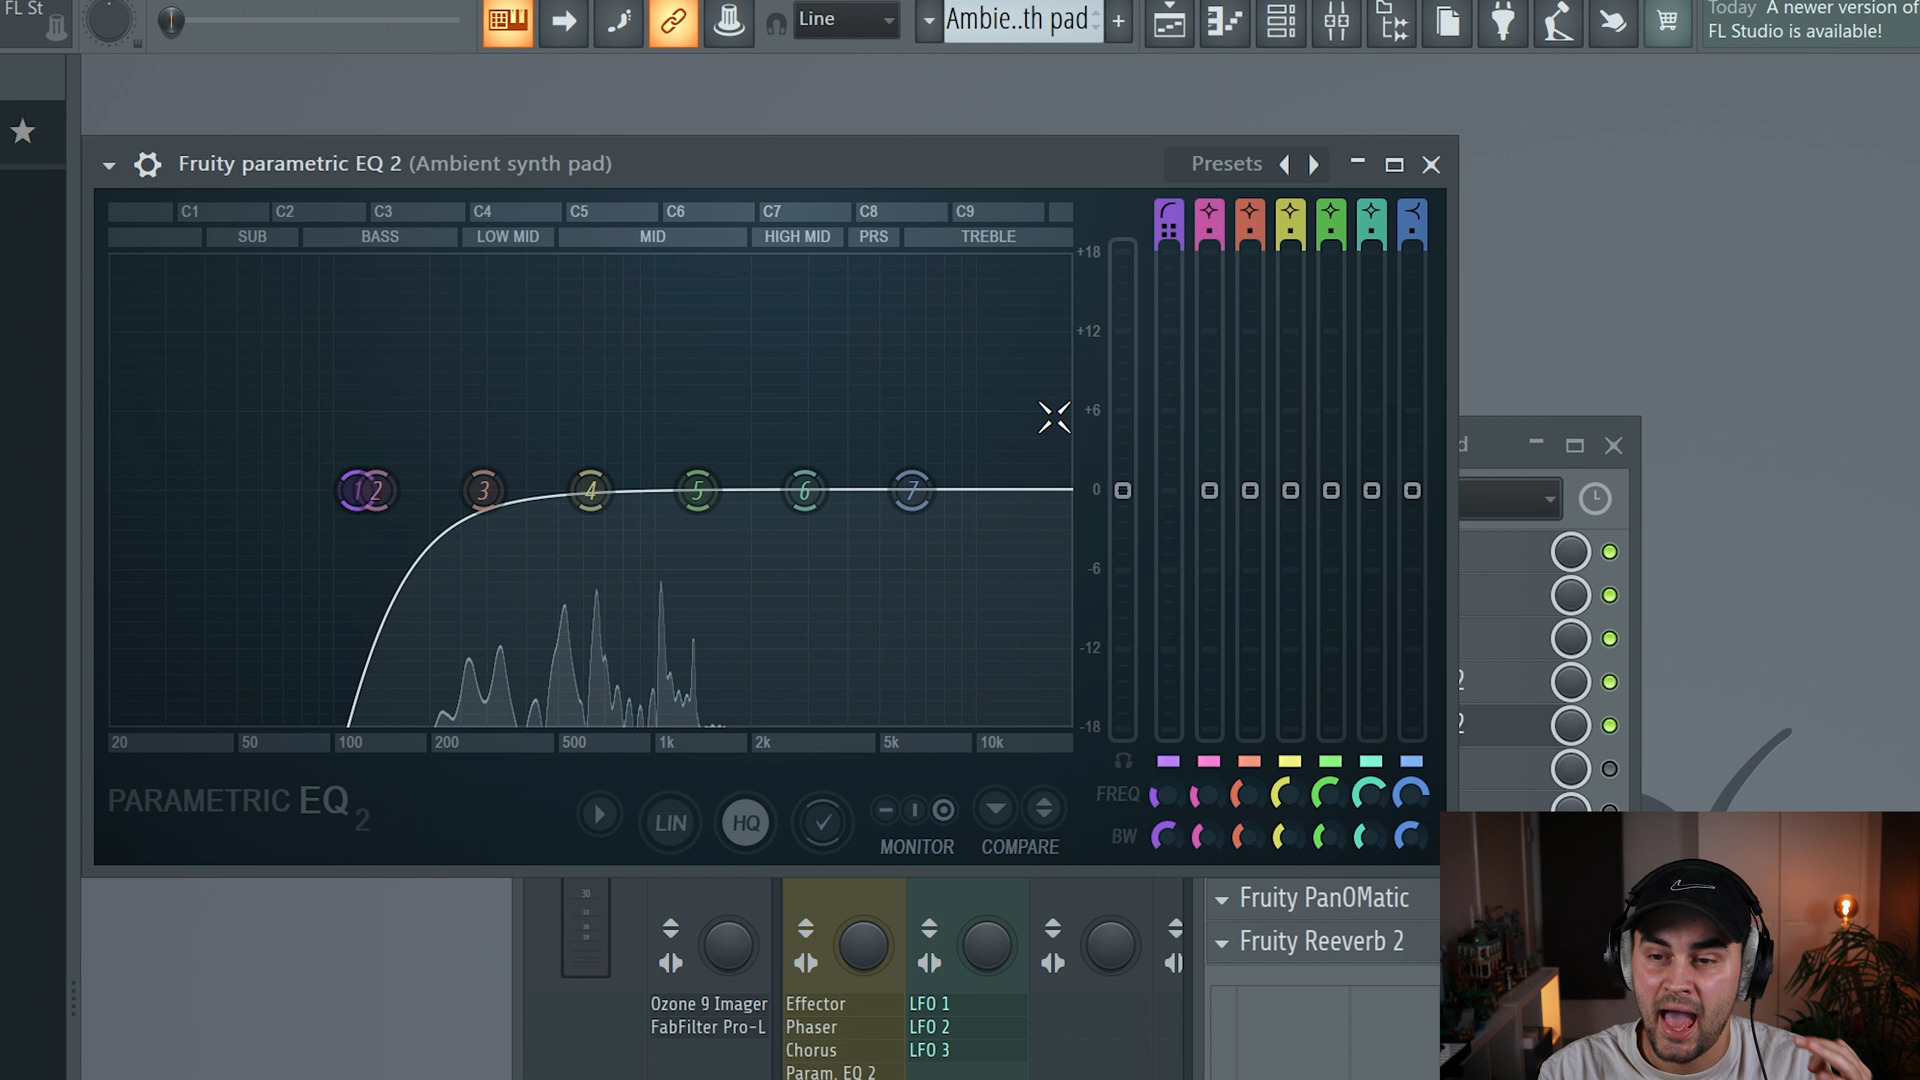 FL St
Line
Ambie..th pad
+
Today A newer version of
FL Studio is available!
Fruity parametric EQ 2 (Ambient synth pad)
Presets
C1 C2 C3 C4 C5 C6 C7 C8 C9
SUB BASS LOW MID MID HIGH MID PRS TREBLE
+18
+12
+6
0
-6
-12
-18
1 2 3 4 5 6 7
d
2
2
20 50 100 200 500 1k 2k 5k 10k
PARAMETRIC EQ 2
LIN
HQ
MONITOR
COMPARE
FREQ
BW
30
Fruity PanOMatic
Fruity Reeverb 2
Ozone 9 Imager
FabFilter Pro-L
Effector
Phaser
Chorus
Param. EQ 2
LFO 1
LFO 2
LFO 3